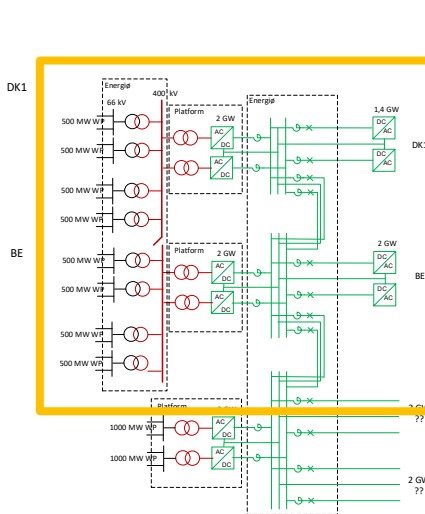 DK1
Energiø
66 kV
400 kV
Platform
2 GW
Energiø
1,4 GW
500 MW WP
AC
DC
DC
AC
500 MW WP
AC
DC
DC
AC
DK1
500 MW WP
500 MW WP
BE
Platform
2 GW
2 GW
500 MW WP
AC
DC
DC
AC
BE
500 MW WP
AC
DC
DC
AC
500 MW WP
500 MW WP
Platform
??
1000 MW WP
AC
DC
1000 MW WP
AC
DC
2 GW
??